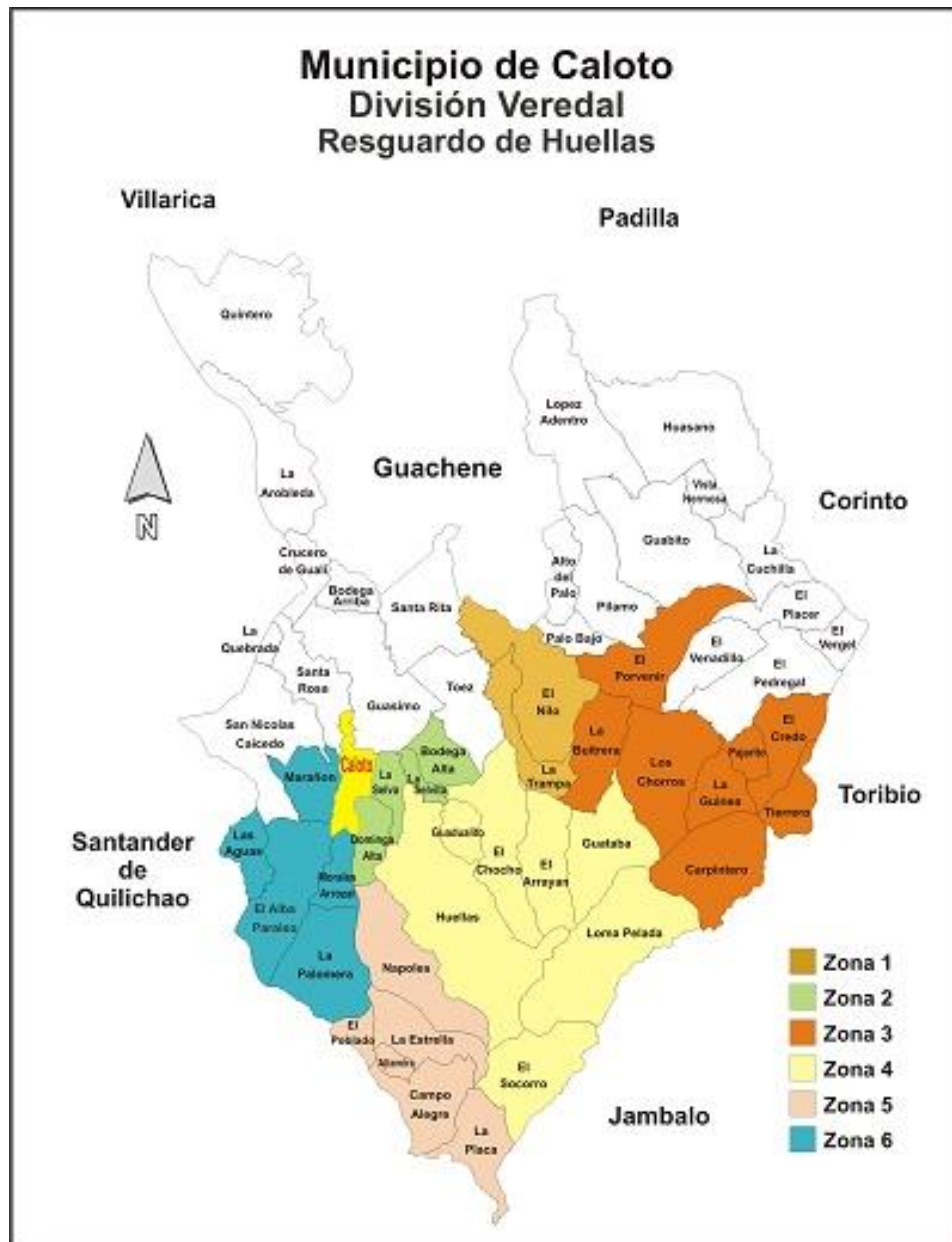 Municipio de Caloto
División Veredal
Resguardo de Huellas
Villarica
Padilla
Quintero
Lopez
Adentro
Huasano
Guachene
La
Arobleda
Vista
Hermosa
Corinto
N
Guabito
Crucero
de Guali
La
Cuchilla
Alto
del
Palo
Bodega
Arriba
Santa Rita
Pilamo
El
Placer
La
Quebrada
Palo Bajo
El
Venadillo
El
Verget
Santa
Rosa
El
Porvenir
El
Pedregal
Toez
El
Nilo
Guasimo
San Nicolas
Caicedo
La
Buitrera
El
Credo
Bodega
Alta
Caloto
Marañon
La
Selva
La
Selvita
La
Trampa
Los
Chorros
Pajarito
La
Guinea
Toribio
Tierrero
Santander
de
Quilichao
Las
Aguas
Dominga
Alta
Guadualito
El
Chocho
El
Arrayan
Guataba
Carpintero
Morales
Arrozal
El Alba
Paraiso
Huellas
Loma Pelada
La
Palomera
Napoles
Zona 1
Zona 2
El
Poblado
La Estrella
Zona 3
Campo
Alegre
El
Socorro
Zona 4
Jambalo
Zona 5
La
Placa
Zona 6